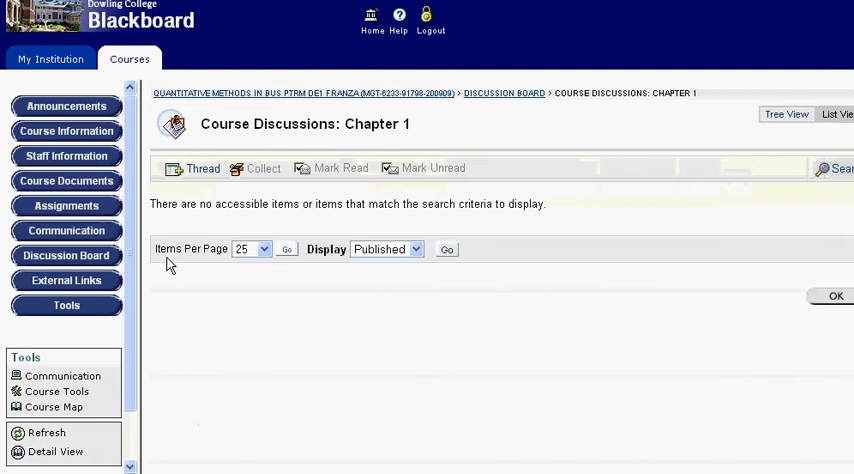 Dowling College
Blackboard
Home Help Logout
My Institution Courses
Announcements
Course Information
Staff Information
Course Documents
Assignments
Communication
Discussion Board
External Links
Tools
Tools
Communication
Course Tools
Course Map
Refresh
Detail View
QUANTITATIVE METHODS IN BUS PTRM DE1 FRANZA (MGT-6233-91798-200909) > DISCUSSION BOARD > COURSE DISCUSSIONS: CHAPTER 1
Course Discussions: Chapter 1
Tree View List Vie
Thread Collect Mark Read Mark Unread Sear
There are no accessible items or items that match the search criteria to display.
Items Per Page 25 Go Display Published Go
OK